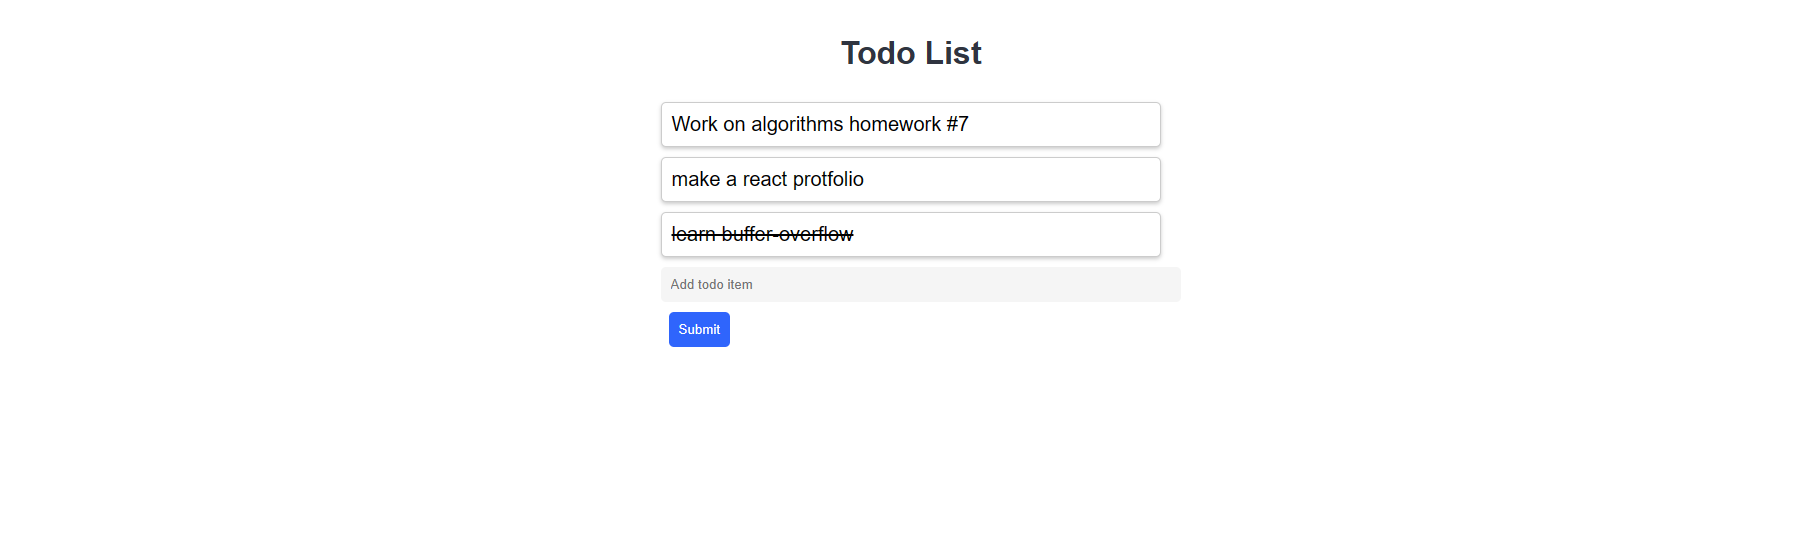 Todo List
Work on algorithms homework #7
make a react protfolio
learn buffer-overflow
Add todo item
Submit